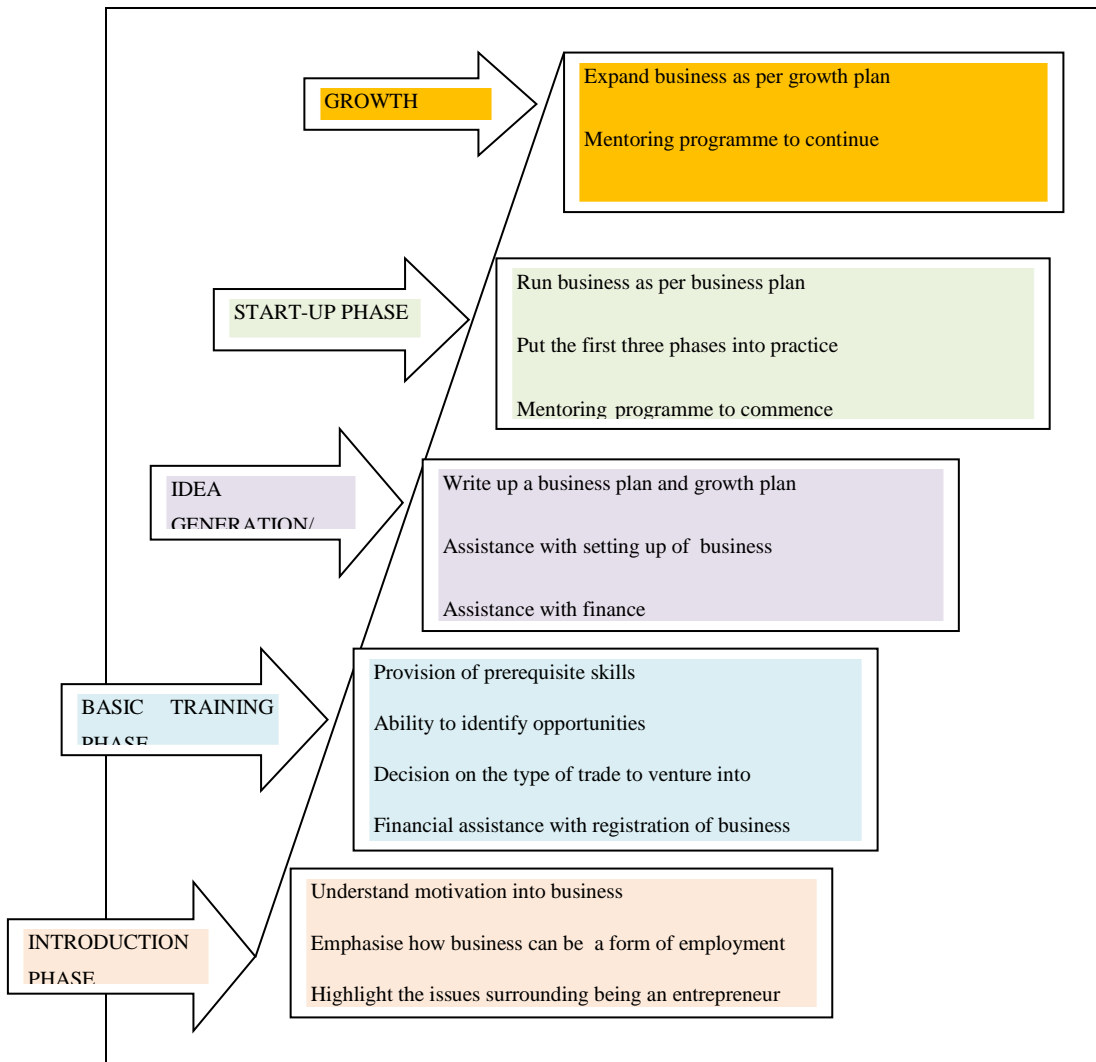 GROWTH
Expand business as per growth plan
Mentoring programme to continue
START-UP PHASE
Run business as per business plan
Put the first three phases into practice
Mentoring programme to commence
IDEA
GENERATION/
Write up a business plan and growth plan
Assistance with setting up of business
Assistance with finance
BASIC TRAINING
PHASE
Provision of prerequisite skills
Ability to identify opportunities
Decision on the type of trade to venture into
Financial assistance with registration of business
INTRODUCTION
PHASE
Understand motivation into business
Emphasise how business can be a form of employment
Highlight the issues surrounding being an entrepreneur